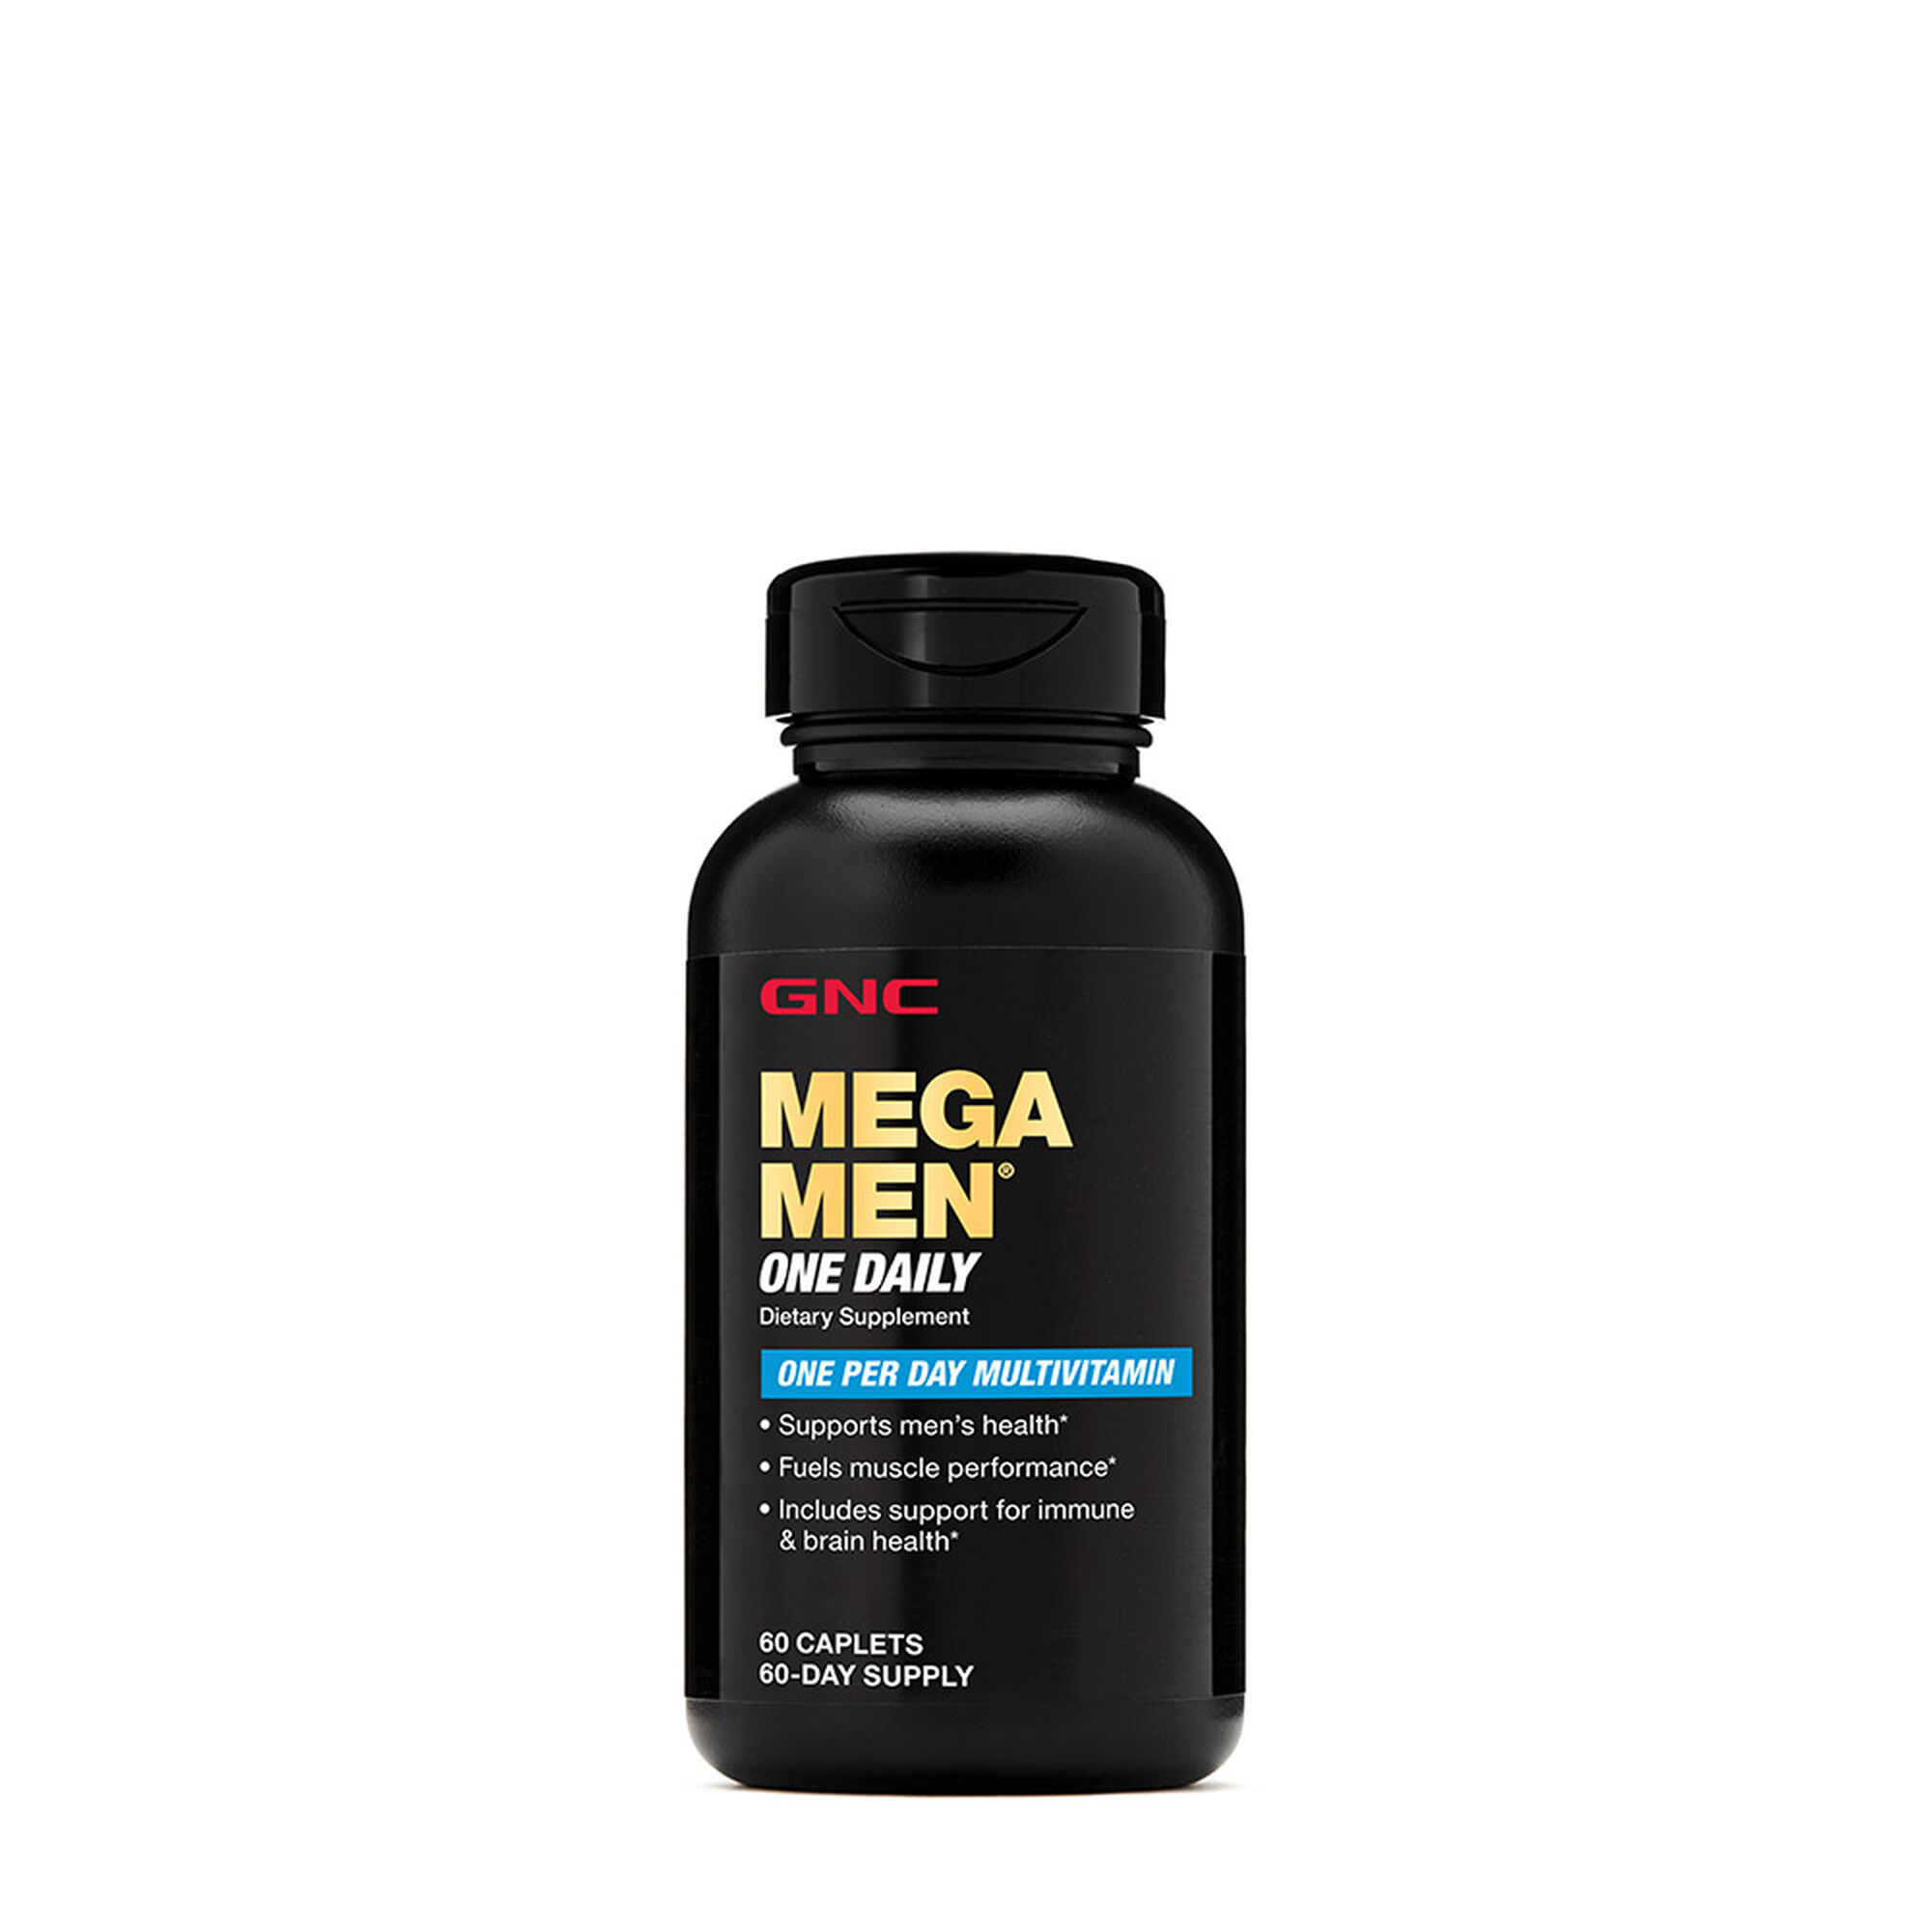 GNC
MEGA
MEN®
ONE DAILY
Dietary Supplement
ONE PER DAY MULTIVITAMIN
• Supports men's health*
• Fuels muscle performance*
• Includes support for immune
& brain health*
60 CAPLETS
60-DAY SUPPLY